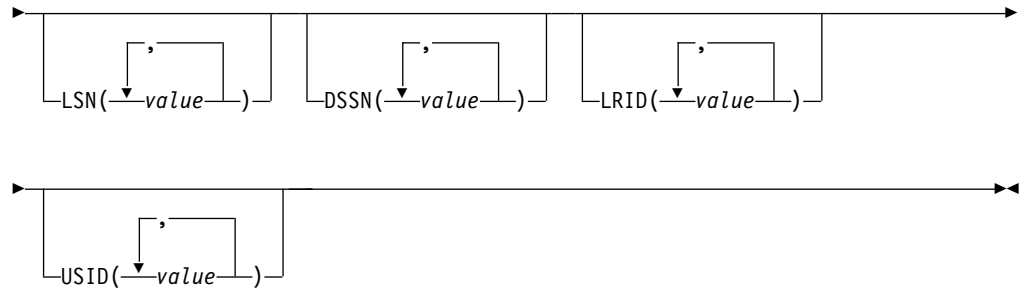 , , ,
LSN( value ) DSSN( value ) LRID( value )
,
USID( value )